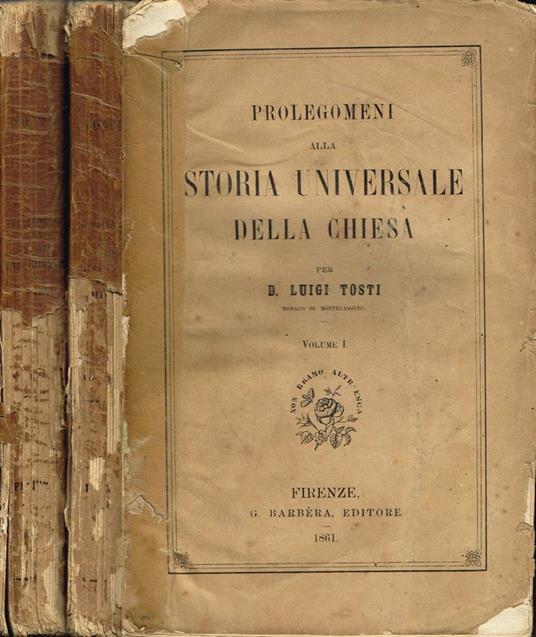 PROLEGOMENI
ALLA
STORIA UNIVERSALE
DELLA CHIESA
PER
D. LUIGI TOSTI
MONACO DI MONTECASSINO.
VOLUME I.
NON BRAMO ALTR' ESCA
FIRENZE,
G. BARBÈRA, EDITORE
1861.